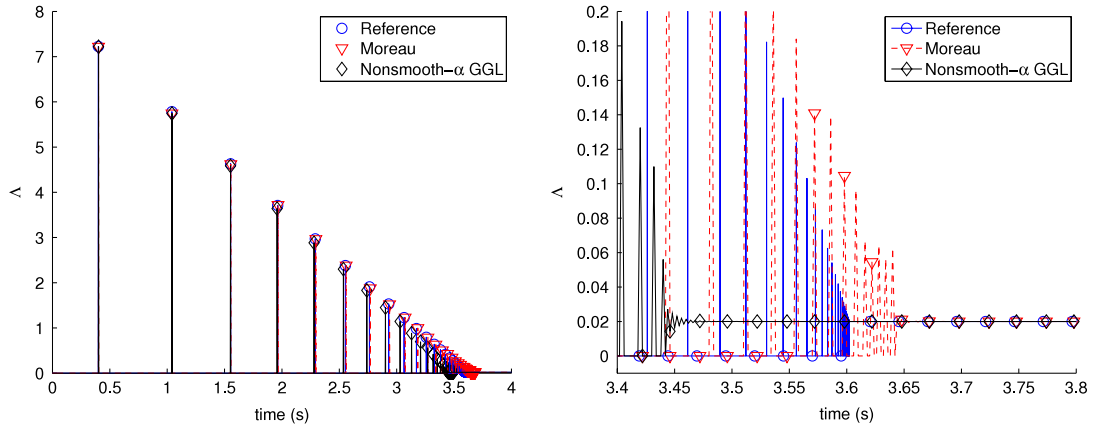 8
7
6
5
4
3
2
1
0
Λ
0 0.5 1 1.5 2 2.5 3 3.5 4
time (s)
Reference
Moreau
Nonsmooth−α GGL
0.2
0.18
0.16
0.14
0.12
0.1
0.08
0.06
0.04
0.02
0
Λ
3.4 3.45 3.5 3.55 3.6 3.65 3.7 3.75 3.8
time (s)
Reference
Moreau
Nonsmooth−α GGL